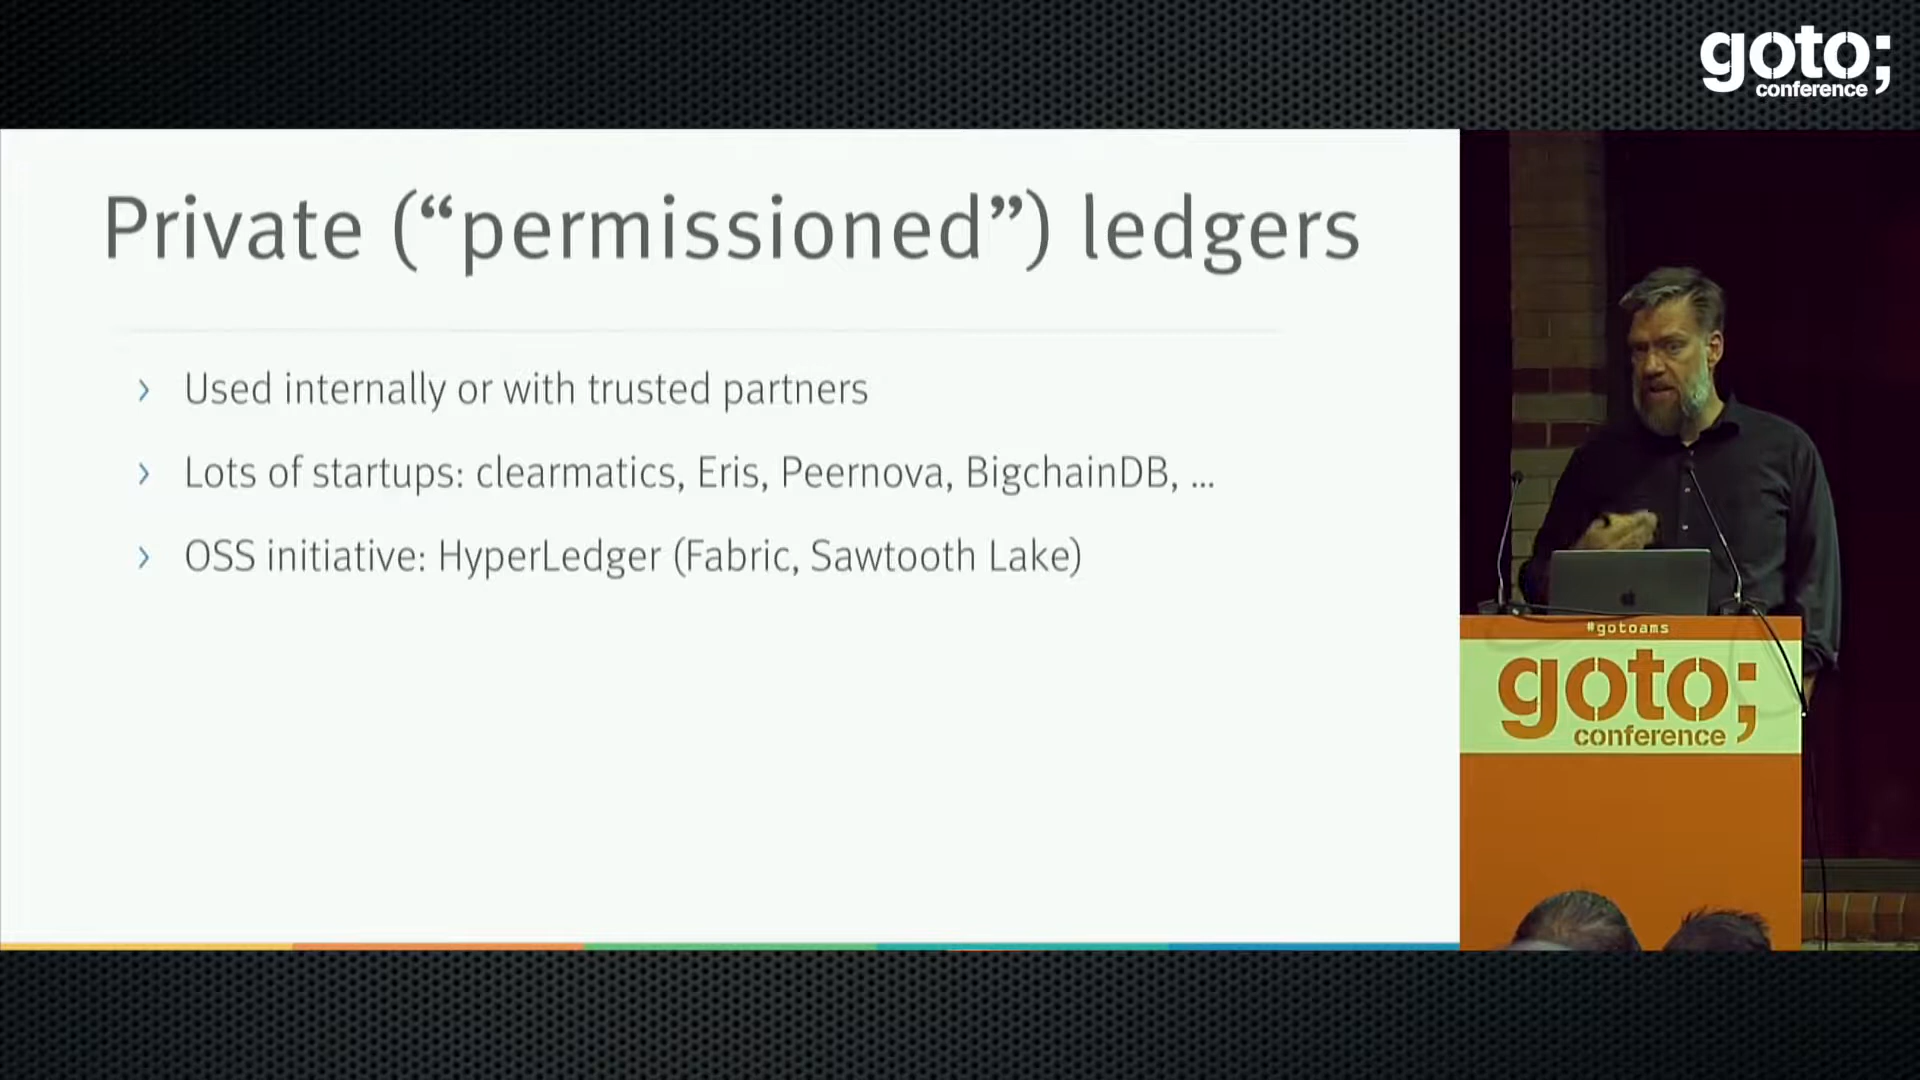 goto;
conference
Private (“permissioned”) ledgers
› Used internally or with trusted partners
› Lots of startups: clearmatics, Eris, Peernova, BigchainDB, ...
› OSS initiative: HyperLedger (Fabric, Sawtooth Lake)
#gotoams
goto;
conference